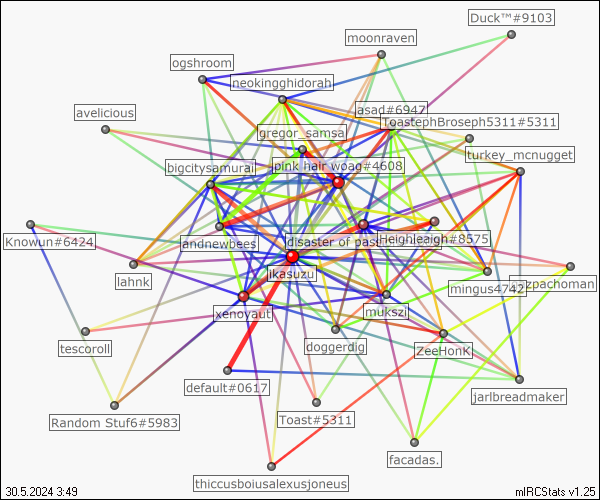 Duck™#9103
moonraven
ogshroom
neokingghidorah
asad#6947
avelicious
ToastephBroseph5311#5311
gregor_samsa
turkey_mcnugget
bigcitysamurai
pink hair woag#4608
Knowun#6424
andnewbees
disaster of past
Heighleaigh#8575
lahnk
jkasuzu
mingus4742
zpachoman
xenoyaut
mukszi
tescoroll
doggerdig
ZeeHonK
default#0617
jarlbreadmaker
Random Stuf6#5983
Toast#5311
facadas.
thiccusboiusalexusjoneus
30.5.2024 3:49
mIRCStats v1.25